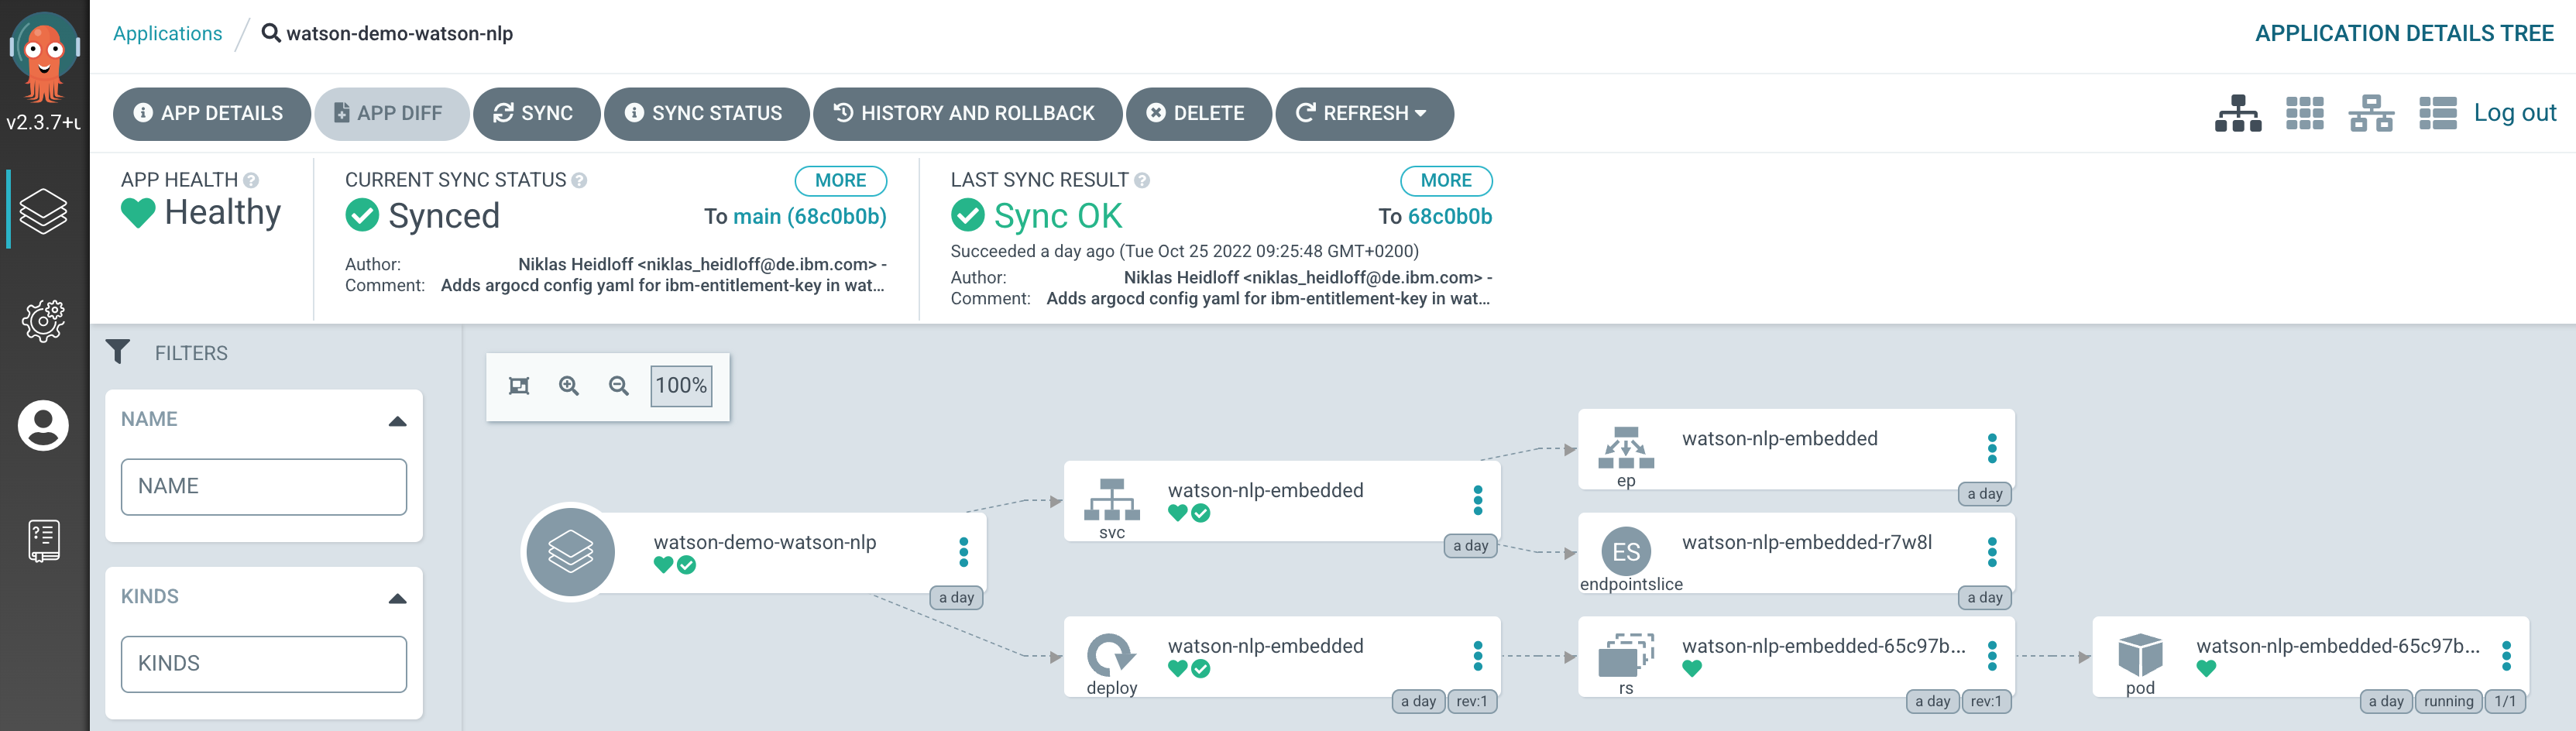 Applications / watson-demo-watson-nlp
APPLICATION DETAILS TREE
v2.3.7+u
APP DETAILS
APP DIFF
SYNC
SYNC STATUS
HISTORY AND ROLLBACK
DELETE
REFRESH
Log out
APP HEALTH
Healthy
CURRENT SYNC STATUS
MORE
Synced
To main (68c0b0b)
Author: Niklas Heidloff <niklas_heidloff@de.ibm.com> -
Comment: Adds argocd config yaml for ibm-entitlement-key in wat...
LAST SYNC RESULT
MORE
Sync OK
To 68c0b0b
Succeeded a day ago (Tue Oct 25 2022 09:25:48 GMT+0200)
Author: Niklas Heidloff <niklas_heidloff@de.ibm.com> -
Comment: Adds argocd config yaml for ibm-entitlement-key in wat...
FILTERS
NAME
NAME
KINDS
KINDS
100%
watson-demo-watson-nlp
a day
svc
watson-nlp-embedded
a day
deploy
watson-nlp-embedded
a day
rev:1
ep
watson-nlp-embedded
a day
ES
endpointslice
watson-nlp-embedded-r7w8l
a day
rs
watson-nlp-embedded-65c97b...
a day
rev:1
pod
watson-nlp-embedded-65c97b...
a day
running
1/1